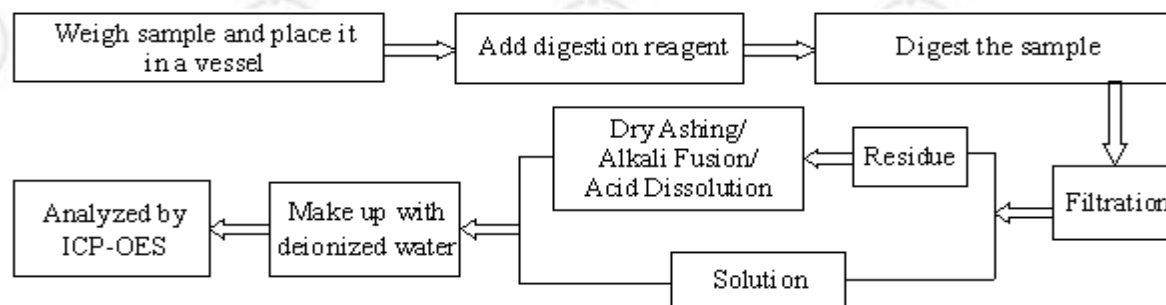 Weigh sample and place it
in a vessel
Add digestion reagent
Digest the sample
Dry Ashing/
Alkali Fusion/
Acid Dissolution
Residue
Filtration
Analyzed by
ICP-OES
Make up with
deionized water
Solution